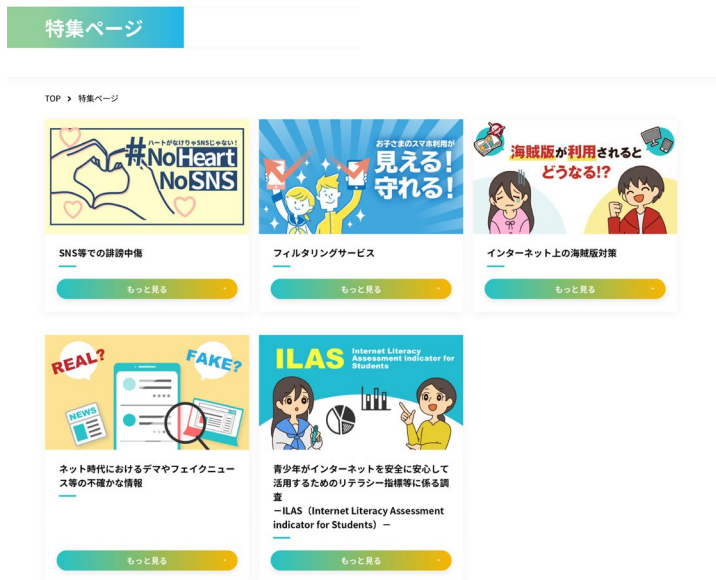 特集ページ
TOP > 特集ページ
ハートがなけりゃSNSじゃない!
#NoHeart
NoSNS
SNS等での誹謗中傷
もっと見る
お子さまのスマホ利用が
見える!
守れる!
フィルタリングサービス
もっと見る
海賊版が利用されると
どうなる!?
インターネット上の海賊版対策
もっと見る
REAL?
FAKE?
NEWS
ネット時代におけるデマやフェイクニュー
ス等の不確かな情報
もっと見る
ILAS
Internet Literacy
Assessment indicator for
Students
青少年がインターネットを安全に安心して
活用するためのリテラシー指標等に係る調
査
ーILAS（Internet Literacy Assessment
indicator for Students）ー
もっと見る